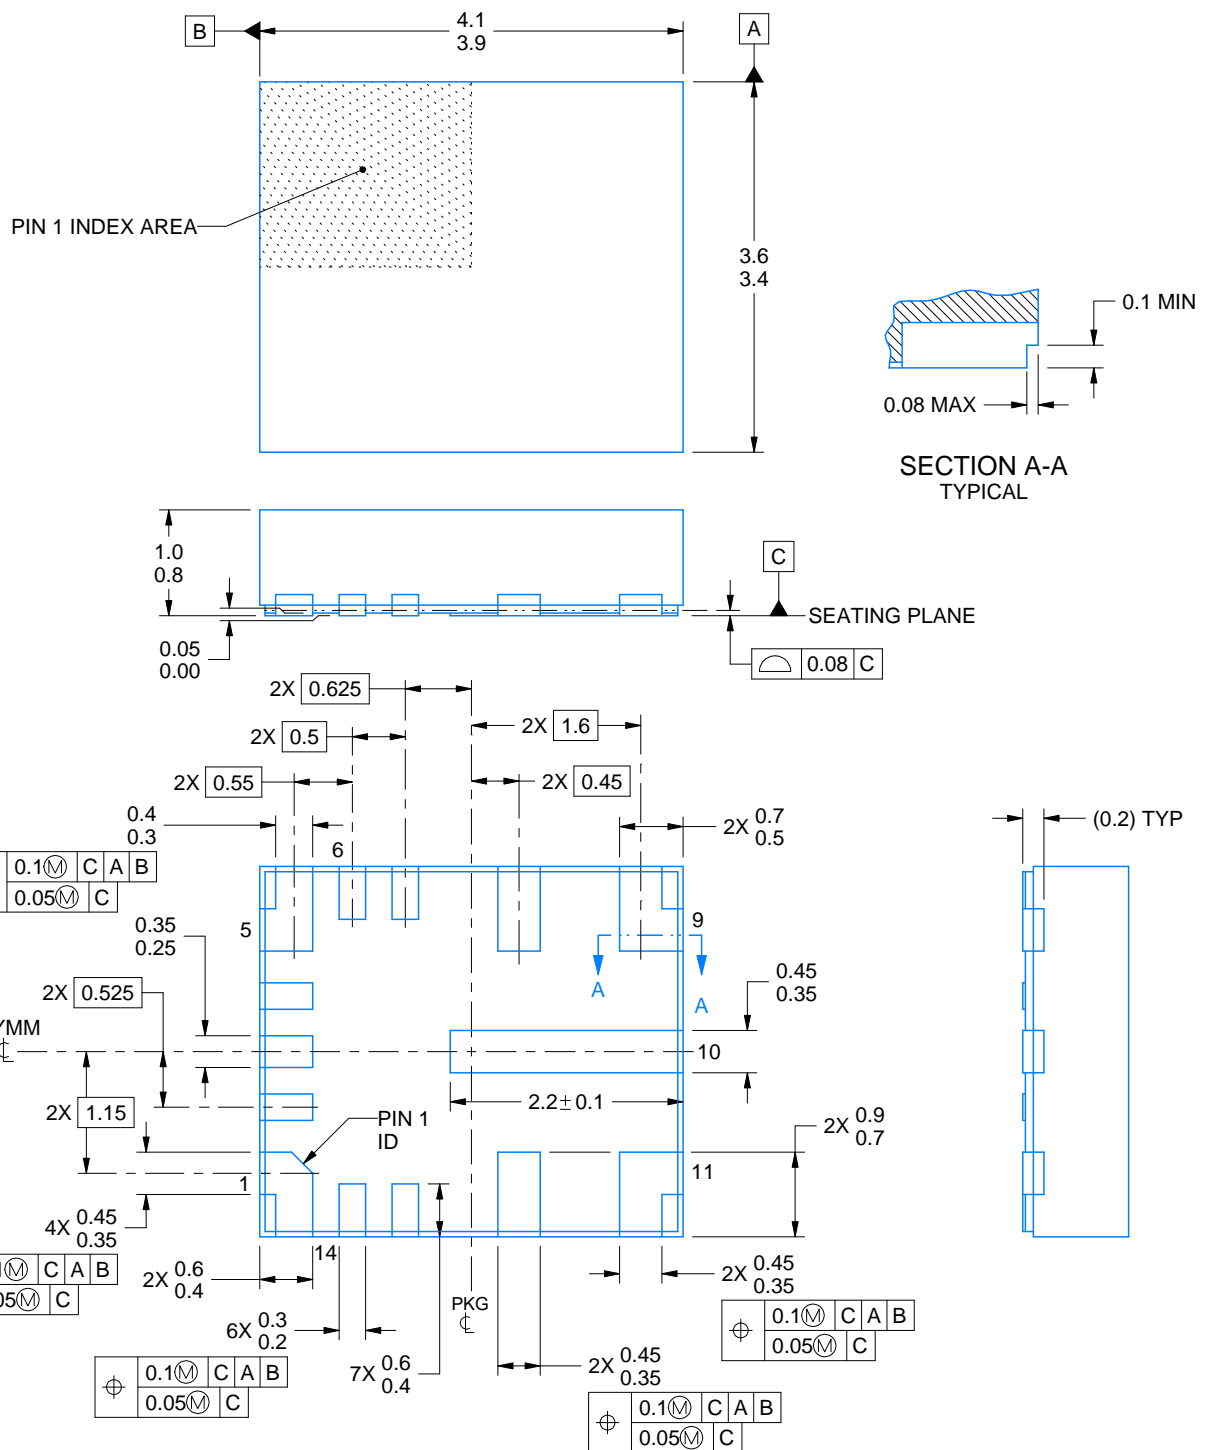 B
4.1
3.9
A
PIN 1 INDEX AREA
3.6
3.4
0.1 MIN
0.08 MAX
SECTION A-A
TYPICAL
1.0
0.8
C
SEATING PLANE
0.05
0.00
0.08 C
2X 0.625
2X 1.6
2X 0.5
2X 0.55
2X 0.45
0.4
0.3
6
2X 0.7
0.5
(0.2) TYP
0.1Ⓜ C A B
0.05Ⓜ C
5
9
0.35
0.25
A A
0.45
0.35
2X 0.525
YMM
℄
10
2X 1.15
2.2± 0.1
PIN 1
ID
2X 0.9
0.7
1
11
4X 0.45
0.35
14
Ⓜ C A B
05Ⓜ C
2X 0.6
0.4
2X 0.45
0.35
PKG
℄
0.1Ⓜ C A B
0.05Ⓜ C
6X 0.3
0.2
7X 0.6
0.4
2X 0.45
0.35
0.1Ⓜ C A B
0.05Ⓜ C
0.1Ⓜ C A B
0.05Ⓜ C